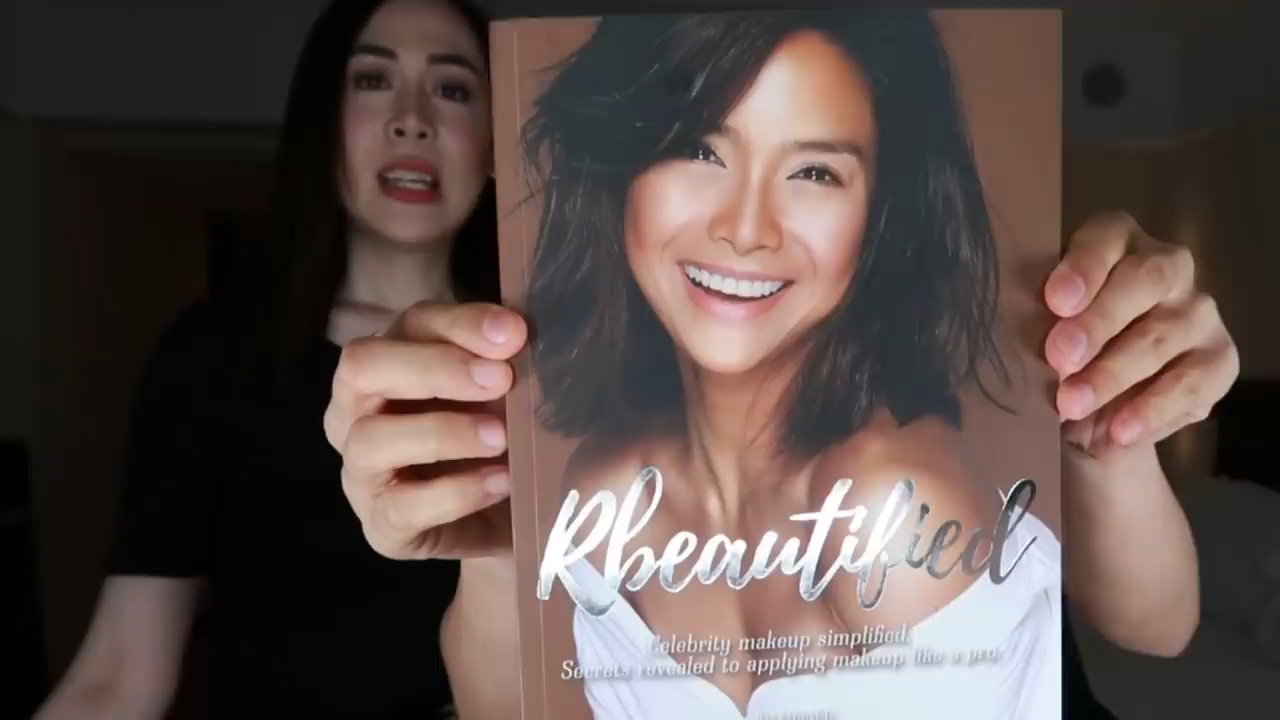 Rbeautified
Celebrity makeup simplified.
Secrets revealed to applying makeup like a pro.